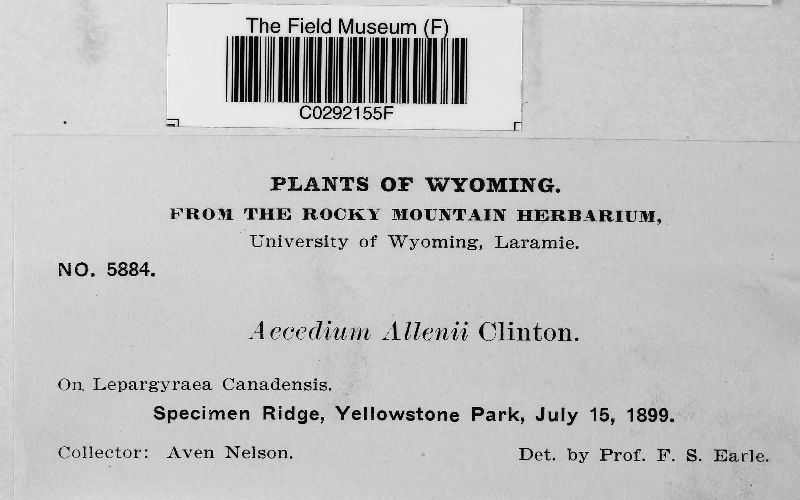 The Field Museum (F)
C0292155F
PLANTS OF WYOMING.
FROM THE ROCKY MOUNTAIN HERBARIUM,
University of Wyoming, Laramie.
NO. 5884.
Aecedium Allenii Clinton.
On Lepargyraea Canadensis.
Specimen Ridge, Yellowstone Park, July 15, 1899.
Collector: Aven Nelson. Det. by Prof. F. S. Earle.